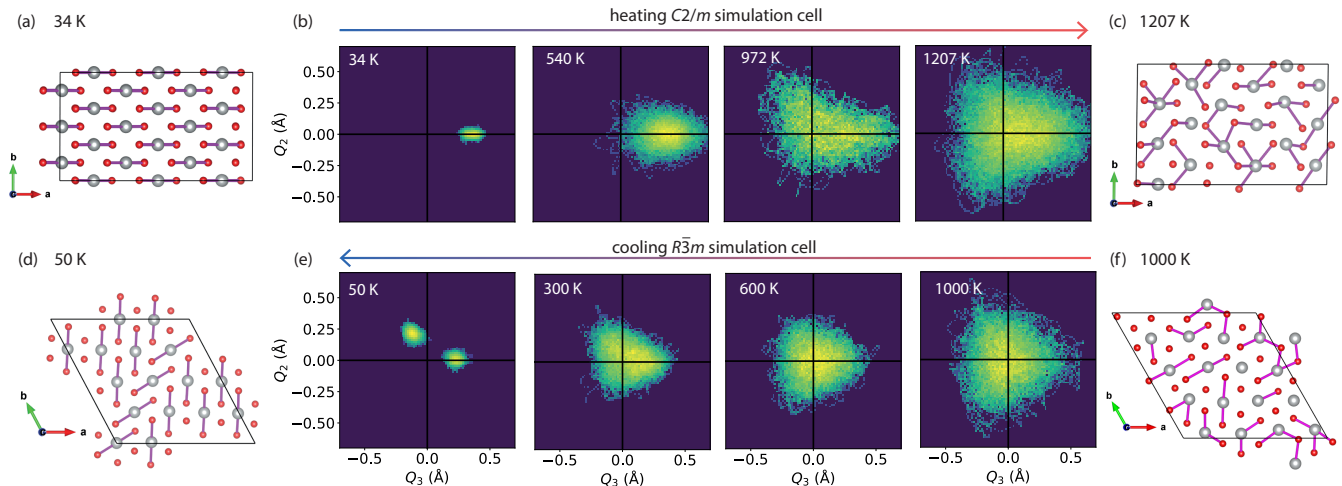 (a) 34 K
(b) heating C2/m simulation cell
(c) 1207 K
34 K
540 K
972 K
1207 K
0.50
0.25
0.00
−0.25
−0.50
Q2 (Å)
b
a
b
a
(d) 50 K
(e) cooling R3̅m simulation cell
(f) 1000 K
50 K
300 K
600 K
1000 K
0.50
0.25
0.00
−0.25
−0.50
Q2 (Å)
b
a
b
a
−0.5 0.0 0.5
−0.5 0.0 0.5
−0.5 0.0 0.5
−0.5 0.0 0.5
Q3 (Å)
Q3 (Å)
Q3 (Å)
Q3 (Å)